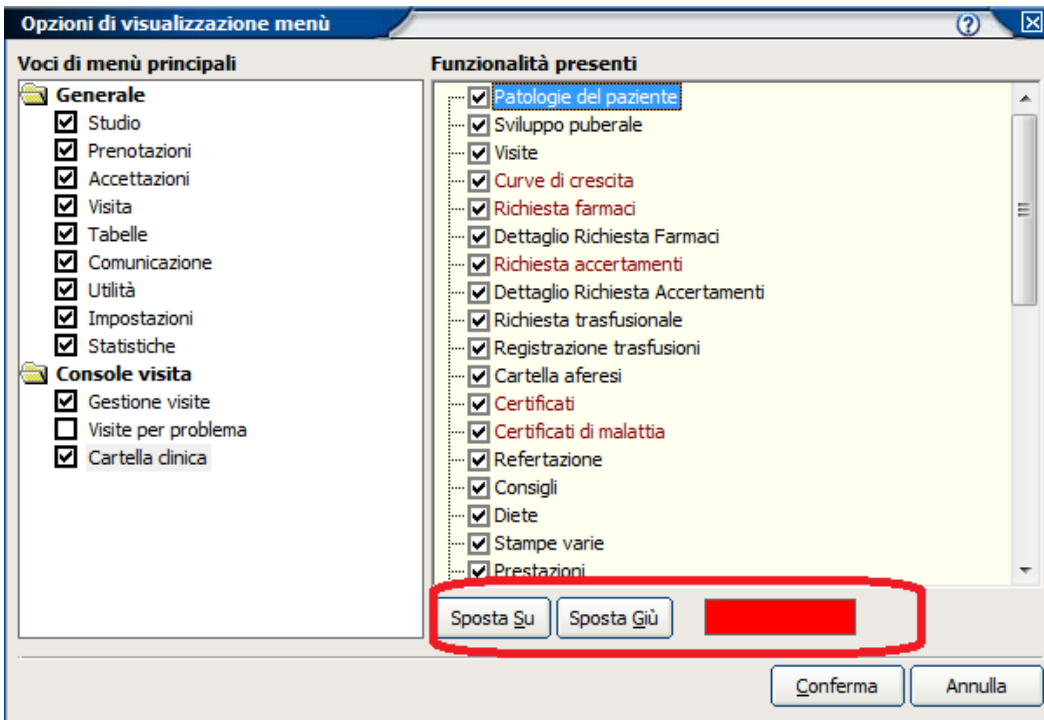 Opzioni di visualizzazione menù
Voci di menù principali
Generale
Studio
Prenotazioni
Accettazioni
Visita
Tabelle
Comunicazione
Utilità
Impostazioni
Statistiche
Console visita
Gestione visite
Visite per problema
Cartella clinica
Funzionalità presenti
Patologie del paziente
Sviluppo puberale
Visite
Curve di crescita
Richiesta farmaci
Dettaglio Richiesta Farmaci
Richiesta accertamenti
Dettaglio Richiesta Accertamenti
Richiesta trasfusionale
Registrazione trasfusioni
Cartella aferesi
Certificati
Certificati di malattia
Refertazione
Consigli
Diete
Stampe varie
Prestazioni
Sposta Su
Sposta Giù
Conferma
Annulla